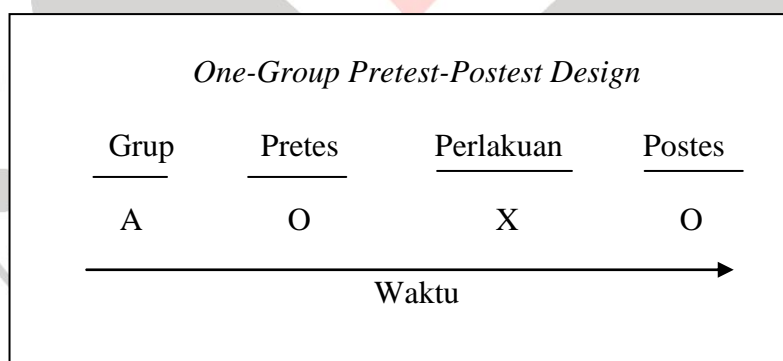 One-Group Pretest-Postest Design
Grup Pretes Perlakuan Postes
A O X O
Waktu